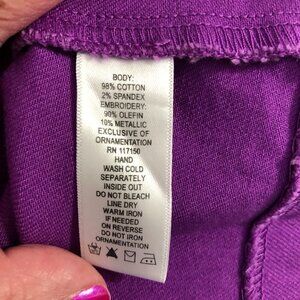 BODY:
98% COTTON
2% SPANDEX
EMBROIDERY:
90% OLEFIN
10% METALLIC
EXCLUSIVE OF
ORNAMENTATION
RN 117150
HAND
WASH COLD
SEPARATELY
INSIDE OUT
DO NOT BLEACH
LINE DRY
WARM IRON
IF NEEDED
ON REVERSE
DO NOT IRON
ORNAMENTATION